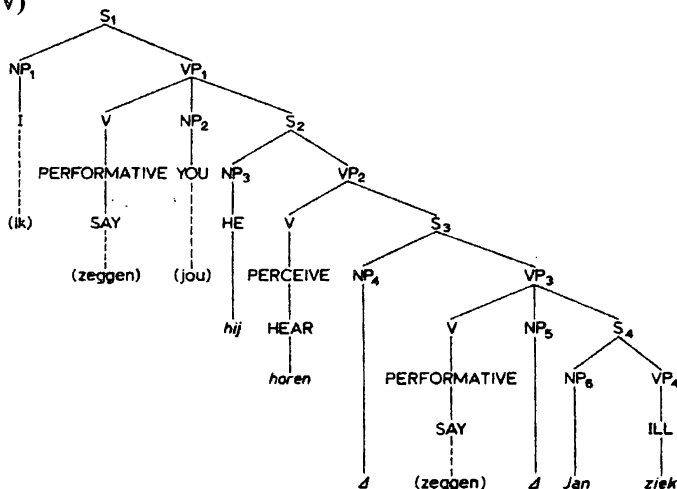 v)
S1
NP1 VP1
I V NP2 S2
PERFORMATIVE YOU NP3 VP2
(ik) SAY HE V S3
(zeggen) (jou) PERCEIVE NP4 VP3
hij HEAR V NP5 S4
horen PERFORMATIVE NP6 VP4
SAY ILL
Δ (zeggen) Δ Jan ziek